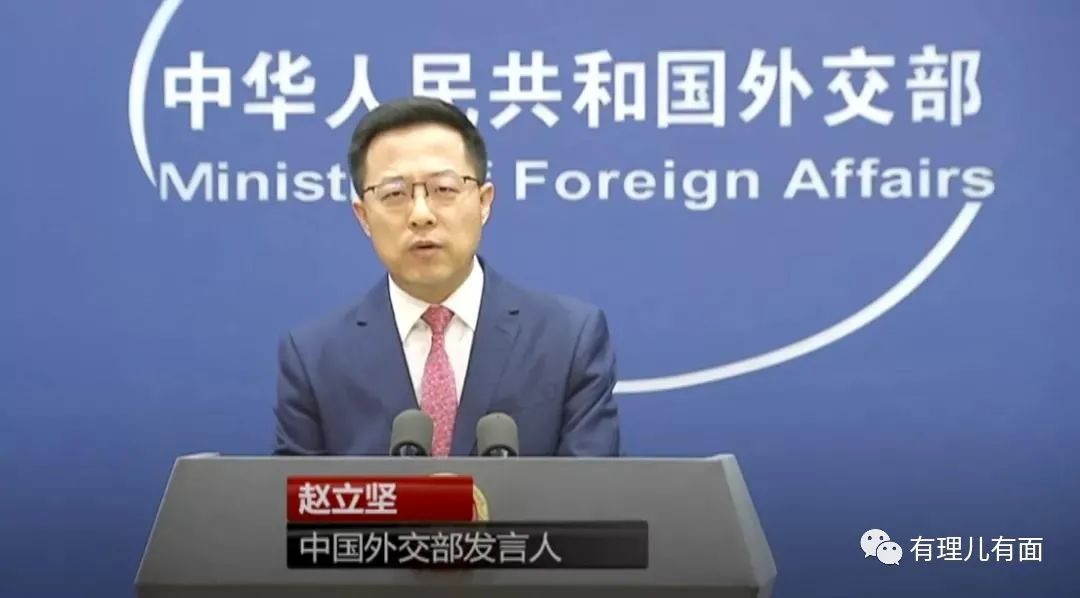 中华人民共和国外交部
Minist f Foreign Affairs
赵立坚
中国外交部发言人
有理儿有面